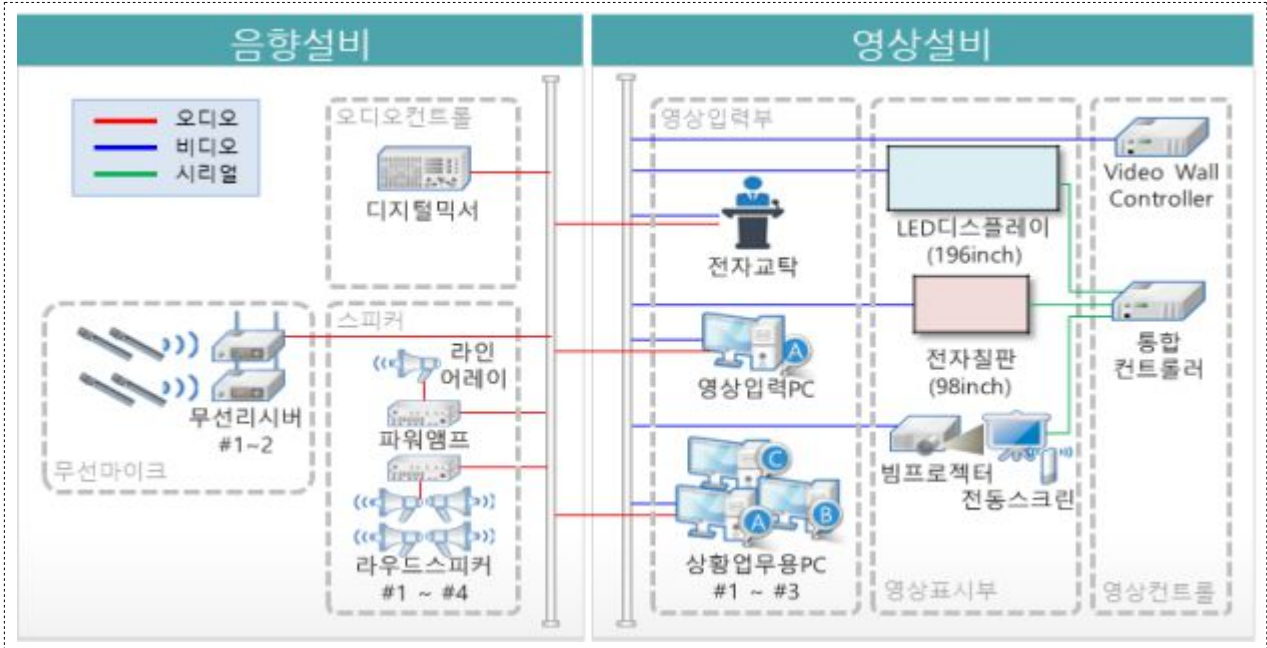 음향설비
오디오
비디오
시리얼
오디오컨트롤
디지털믹서
무선리시버
#1~2
무선마이크
스피커
라인
어레이
파워앰프
라우드스피커
#1 ~ #4
영상설비
영상입력부
전자교탁
A
영상입력PC
C
A
B
상황업무용PC
#1 ~ #3
LED디스플레이
(196inch)
전자칠판
(98inch)
빔프로젝터
전동스크린
영상표시부
Video Wall
Controller
통합
컨트롤러
영상컨트롤